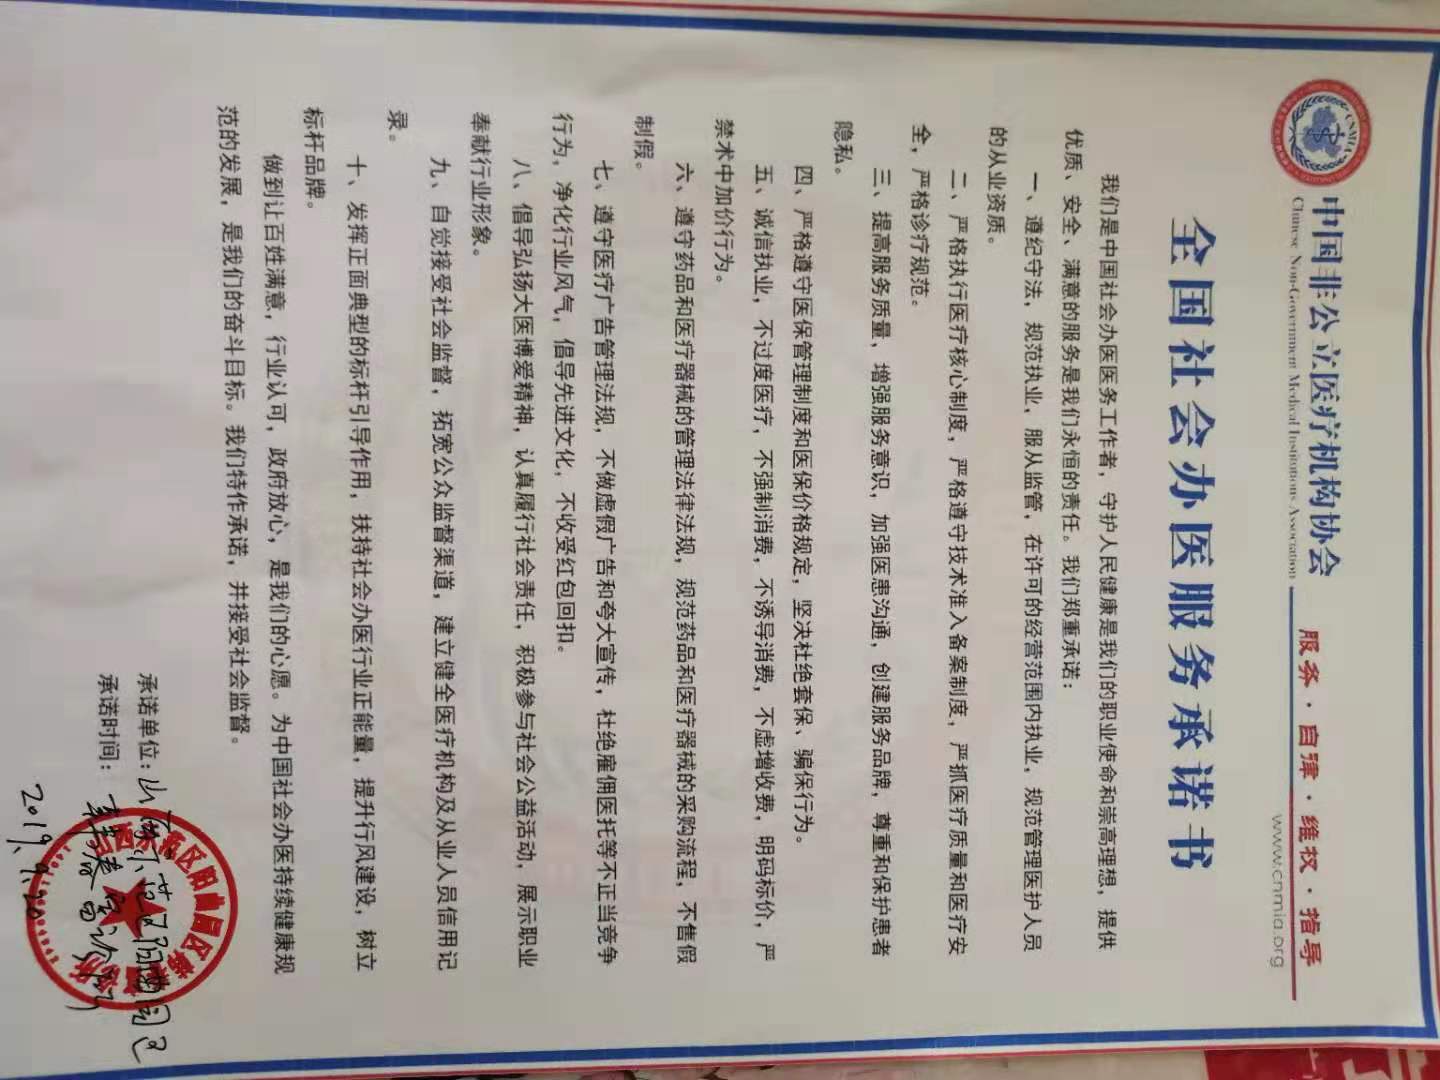 中国非公立医疗机构协会
Chinese Non-Government Medical Institutions Association
服务·自律·维权·指导
www.cnmia.org
全国社会办医服务承诺书
我们是中国社会办医医务工作者，守护人民健康是我们的职业使命和崇高理想，提供
优质、安全、满意的服务是我们永恒的责任。我们郑重承诺：
一、遵纪守法，规范执业，服从监管，在许可的经营范围内执业，规范管理医护人员
的从业资质。
二、严格执行医疗核心制度，严格遵守技术准入备案制度，严抓医疗质量和医疗安
全，严格诊疗规范。
三、提高服务质量，增强服务意识，加强医患沟通，创建服务品牌，尊重和保护患者
隐私。
四、严格遵守医保管理制度和医保价格规定，坚决杜绝套保、骗保行为。
五、诚信执业，不过度医疗，不强制消费，不诱导消费，不虚增收费，明码标价，严
禁术中加价行为。
六、遵守药品和医疗器械的管理法律法规，规范药品和医疗器械的采购流程，不售假
制假。
七、遵守医疗广告管理法规，不做虚假广告和夸大宣传，杜绝雇佣医托等不正当竞争
行为，净化行业风气，倡导先进文化，不收受红包回扣。
八、倡导弘扬大医博爱精神，认真履行社会责任，积极参与社会公益活动，展示职业
奉献行业形象。
九、自觉接受社会监督，拓宽公众监督渠道，建立健全医疗机构及从业人员信用记
录。
十、发挥正面典型的标杆引导作用，扶持社会办医行业正能量，提升行风建设，树立
标杆品牌。
做到让百姓满意，行业认可，政府放心，是我们的心愿。为中国社会办医持续健康规
范的发展，是我们的奋斗目标。我们特作承诺，并接受社会监督。
承诺单位：山西示范区阳曲园区
承诺时间：
2019.9.20